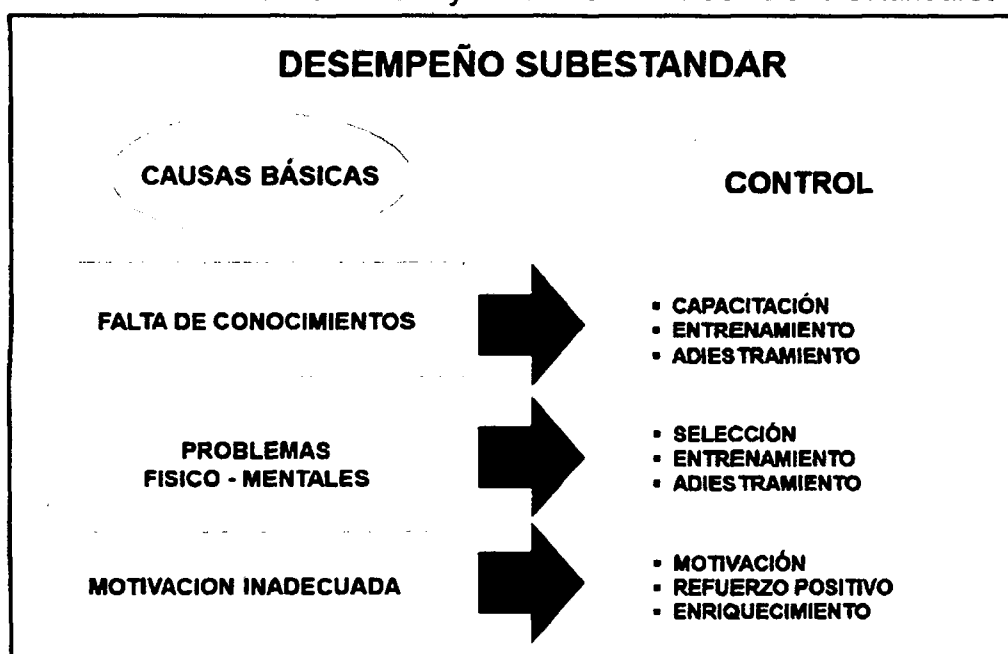 DESEMPEÑO SUBESTANDAR
CAUSAS BÁSICAS
CONTROL
FALTA DE CONOCIMIENTOS
▪ CAPACITACIÓN
▪ ENTRENAMIENTO
▪ ADIESTRAMIENTO
PROBLEMAS
FISICO - MENTALES
▪ SELECCIÓN
▪ ENTRENAMIENTO
▪ ADIESTRAMIENTO
MOTIVACION INADECUADA
▪ MOTIVACIÓN
▪ REFUERZO POSITIVO
▪ ENRIQUECIMIENTO